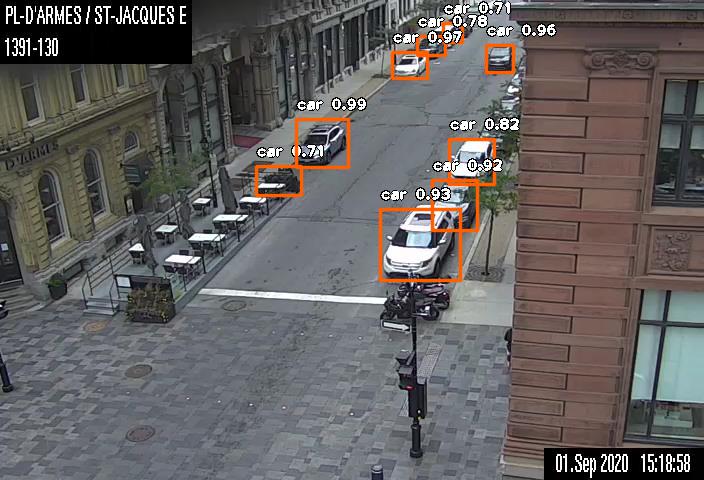 PL-D'ARMES / ST-JACQUES E
1391-130
car 0.71
car 0.78
car 0.97
car 0.96
car 0.99
car 0.82
car 0.71
car 0.92
car 0.93
D'ARMES
01.Sep 2020 15:18:58